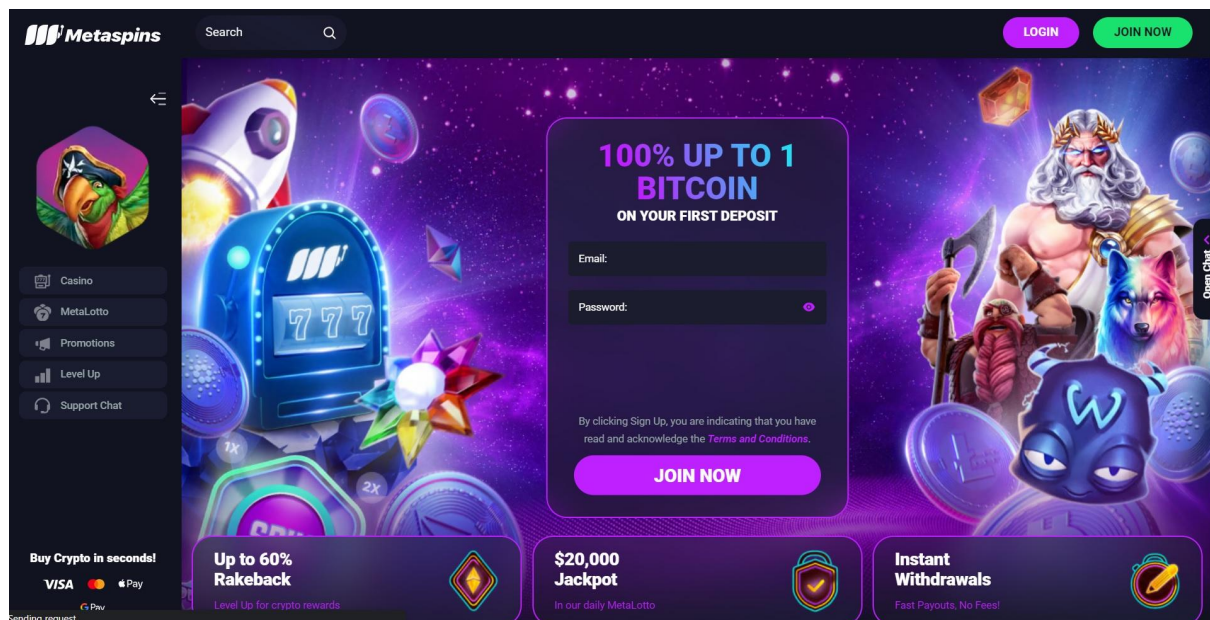 Metaspins
Search
LOGIN
JOIN NOW
Casino
MetaLotto
Promotions
Level Up
Support Chat
Buy Crypto in seconds!
VISA
Pay
G Pay
Sending request
777
1X
2X
SPIN
100% UP TO 1
BITCOIN
ON YOUR FIRST DEPOSIT
Email:
Password:
By clicking Sign Up, you are indicating that you have
read and acknowledge the Terms and Conditions.
JOIN NOW
W
Open Chat
Up to 60%
Rakeback
Level Up for crypto rewards
$20,000
Jackpot
In our daily MetaLotto
Instant
Withdrawals
Fast Payouts, No Fees!